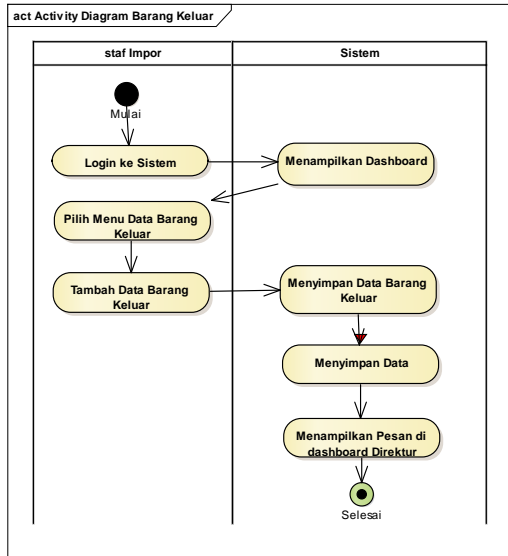 act Activity Diagram Barang Keluar
staf Impor
Sistem
Mulai
Login ke Sistem
Menampilkan Dashboard
Pilih Menu Data Barang
Keluar
Tambah Data Barang
Keluar
Menyimpan Data Barang
Keluar
Menyimpan Data
Menampilkan Pesan di
dashboard Direktur
Selesai